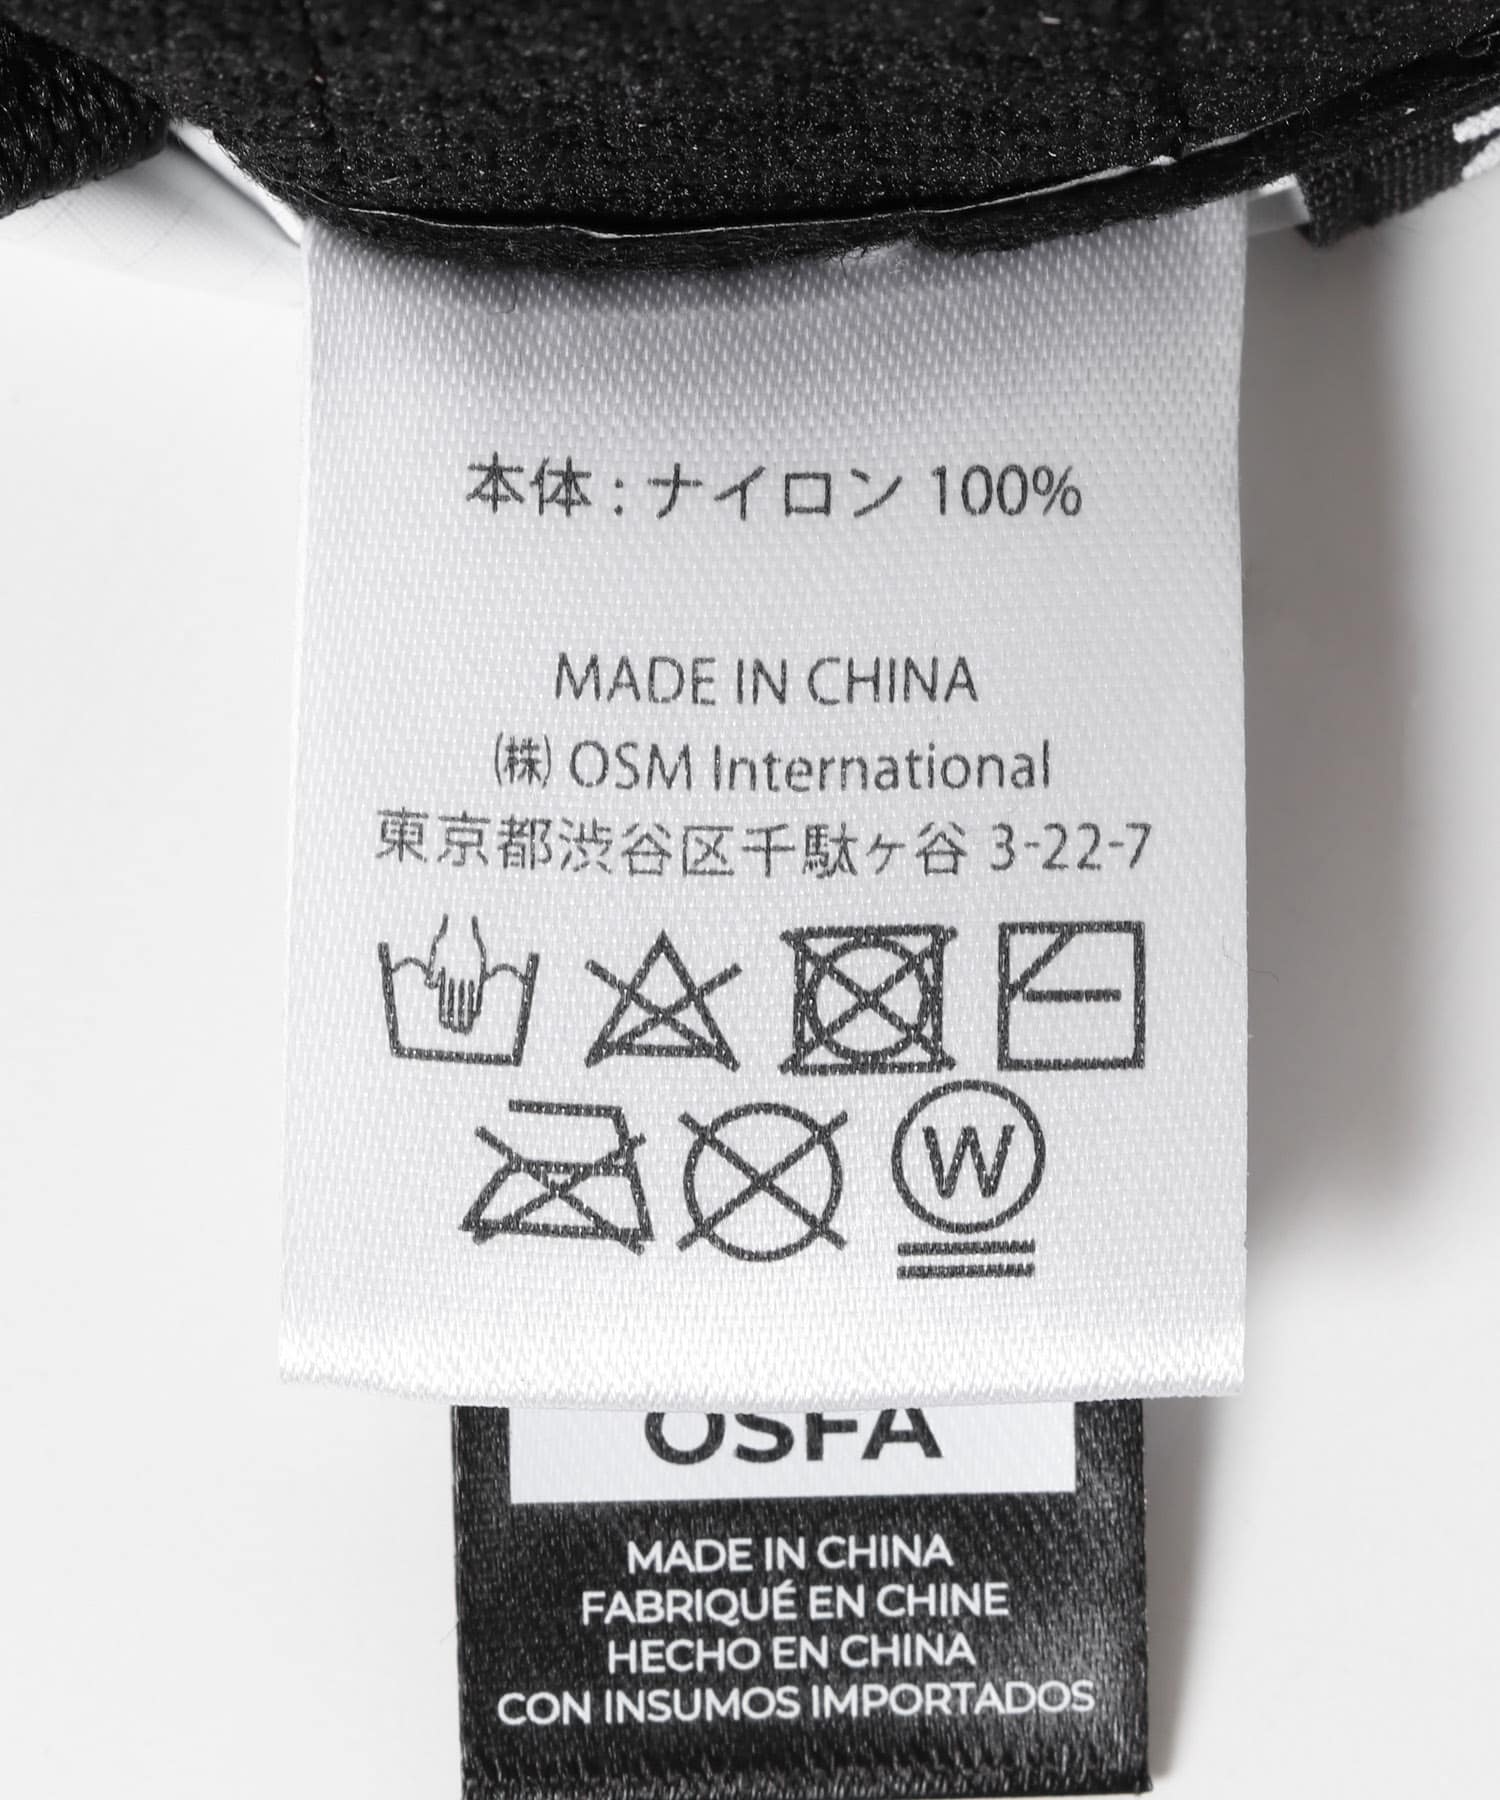 本体 : ナイロン 100%
MADE IN CHINA
㈱ OSM International
東京都渋谷区千駄ヶ谷 3-22-7
W
OSFA
MADE IN CHINA
FABRIQUÉ EN CHINE
HECHO EN CHINA
CON INSUMOS IMPORTADOS